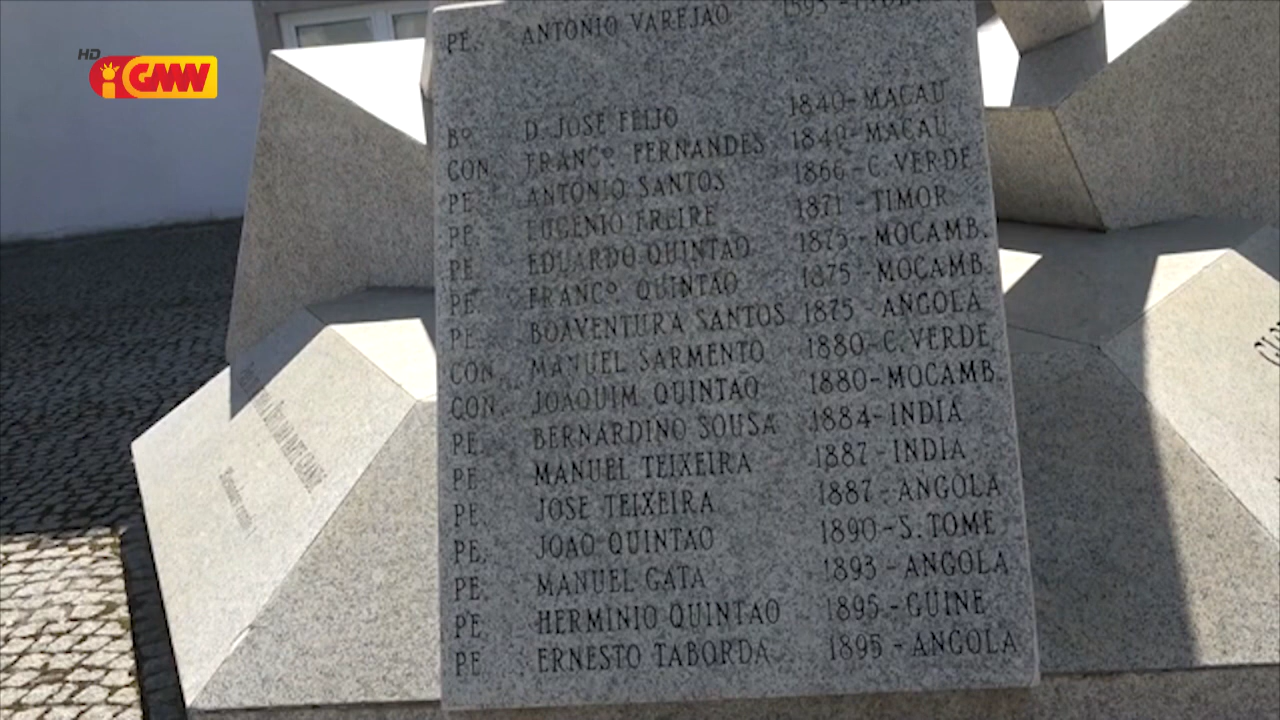 PE. ANTONIO VAREJAO 1593-INDIA
Bº D. JOSE FEIJO 1840-MACAU
CON. FRANCº. FERNANDES 1840-MACAU
PE. ANTONIO SANTOS 1866-C. VERDE
PE. EUGENIO FREIRE 1871-TIMOR
PE. EDUARDO QUINTAO 1875-MOCAMB.
PE. FRANCº. QUINTAO 1875-MOCAMB.
PE. BOAVENTURA SANTOS 1875-ANGOLA
CON. MANUEL SARMENTO 1880-C. VERDE
CON. JOAQUIM QUINTAO 1880-MOCAMB.
PE. BERNARDINO SOUSA 1884-INDIA
PE. MANUEL TEIXEIRA 1887-INDIA
PE. JOSE TEIXEIRA 1887-ANGOLA
PE. JOAO QUINTAO 1890-S. TOME
PE. MANUEL GATA 1893-ANGOLA
PE. HERMINIO QUINTAO 1895-GUINE
PE. ERNESTO TABORDA 1895-ANGOLA
HD
iGMW